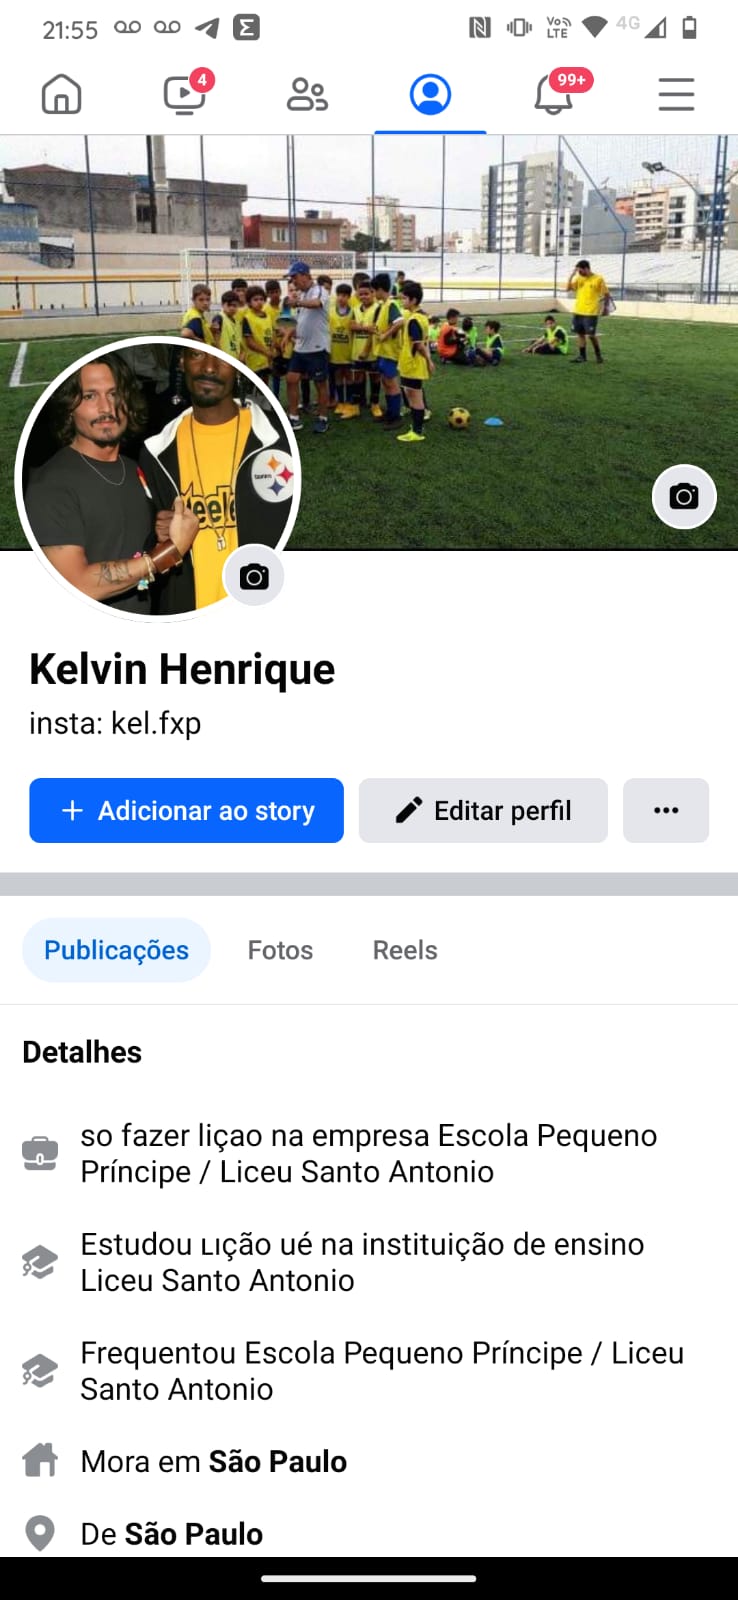 21:55
Vo))
LTE
4G
4
99+
Kelvin Henrique
insta: kel.fxp
+ Adicionar ao story
Editar perfil
Publicações
Fotos
Reels
Detalhes
so fazer liçao na empresa Escola Pequeno
Príncipe / Liceu Santo Antonio
Estudou ʟıção ué na instituição de ensino
Liceu Santo Antonio
Frequentou Escola Pequeno Príncipe / Liceu
Santo Antonio
Mora em São Paulo
De São Paulo